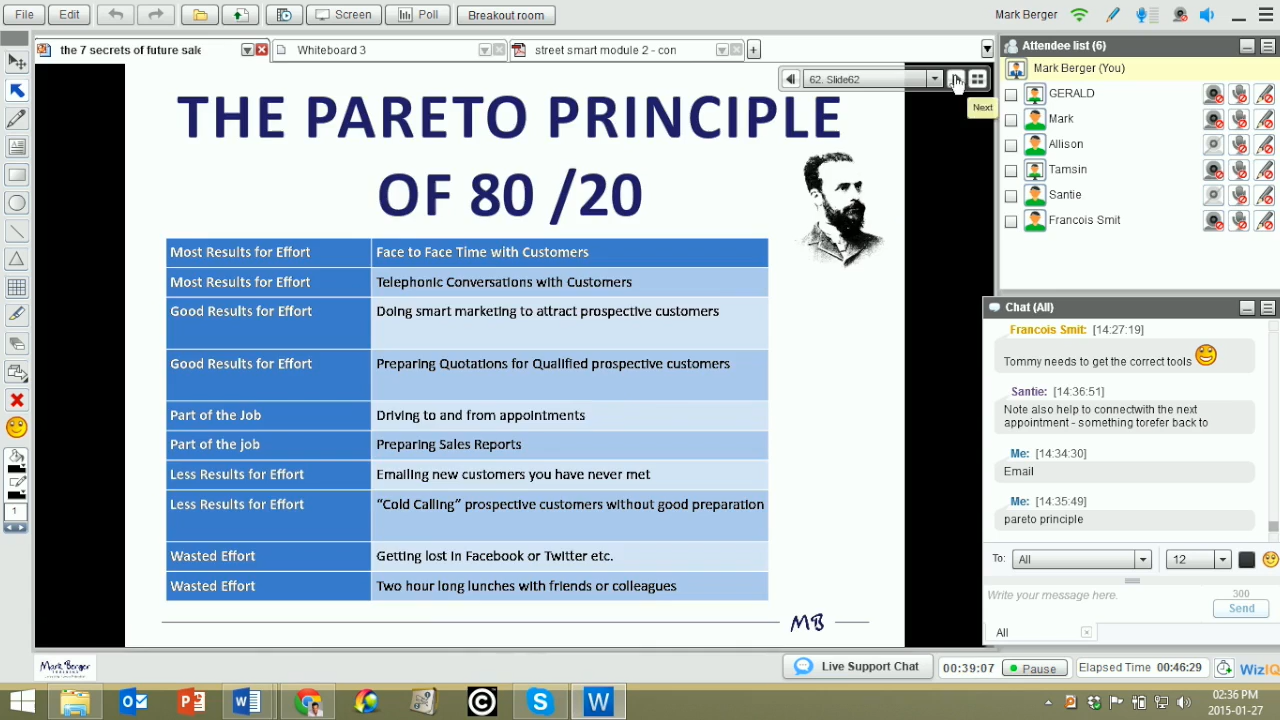 File Edit Screen Poll Breakout room Mark Berger
the 7 secrets of future sale Whiteboard 3 street smart module 2 - con
62. Slide62
Next
THE PARETO PRINCIPLE
OF 80 /20
Most Results for Effort Face to Face Time with Customers
Most Results for Effort Telephonic Conversations with Customers
Good Results for Effort Doing smart marketing to attract prospective customers
Good Results for Effort Preparing Quotations for Qualified prospective customers
Part of the Job Driving to and from appointments
Part of the job Preparing Sales Reports
Less Results for Effort Emailing new customers you have never met
Less Results for Effort “Cold Calling” prospective customers without good preparation
Wasted Effort Getting lost in Facebook or Twitter etc.
Wasted Effort Two hour long lunches with friends or colleagues
MB
1
Attendee list (6)
Mark Berger (You)
GERALD
Mark
Allison
Tamsin
Santie
Francois Smit
Chat (All)
Francois Smit: [14:27:19]
Tommy needs to get the correct tools
Santie: [14:36:51]
Note also help to connectwith the next
appointment - something torefer back to
Me: [14:34:30]
Email
Me: [14:35:49]
pareto principle
To: All 12
Write your message here. 300
Send
All
Mark Berger
TRAINING
Live Support Chat 00:39:07 Pause Elapsed Time 00:46:29 WizIQ
02:36 PM
2015-01-27